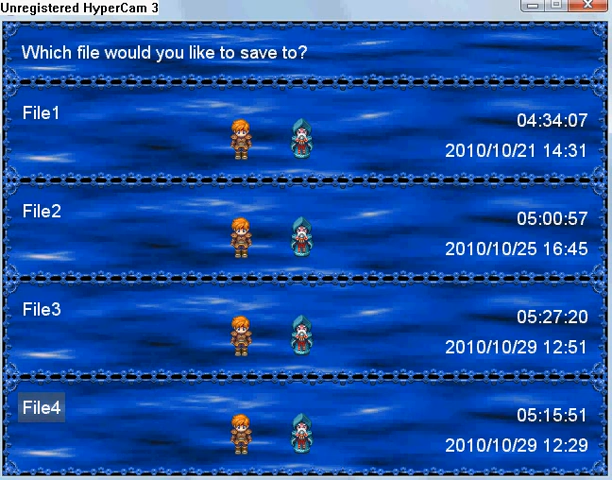 Unregistered HyperCam 3
Which file would you like to save to?
File1
04:34:07
2010/10/21 14:31
File2
05:00:57
2010/10/25 16:45
File3
05:27:20
2010/10/29 12:51
File4
05:15:51
2010/10/29 12:29